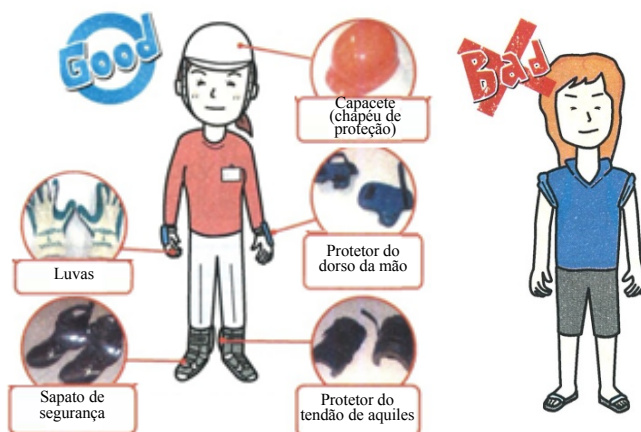 Good
Bad
Capacete
(chapéu de
proteção)
Luvas
Protetor do
dorso da mão
Sapato de
segurança
Protetor do
tendão de aquiles